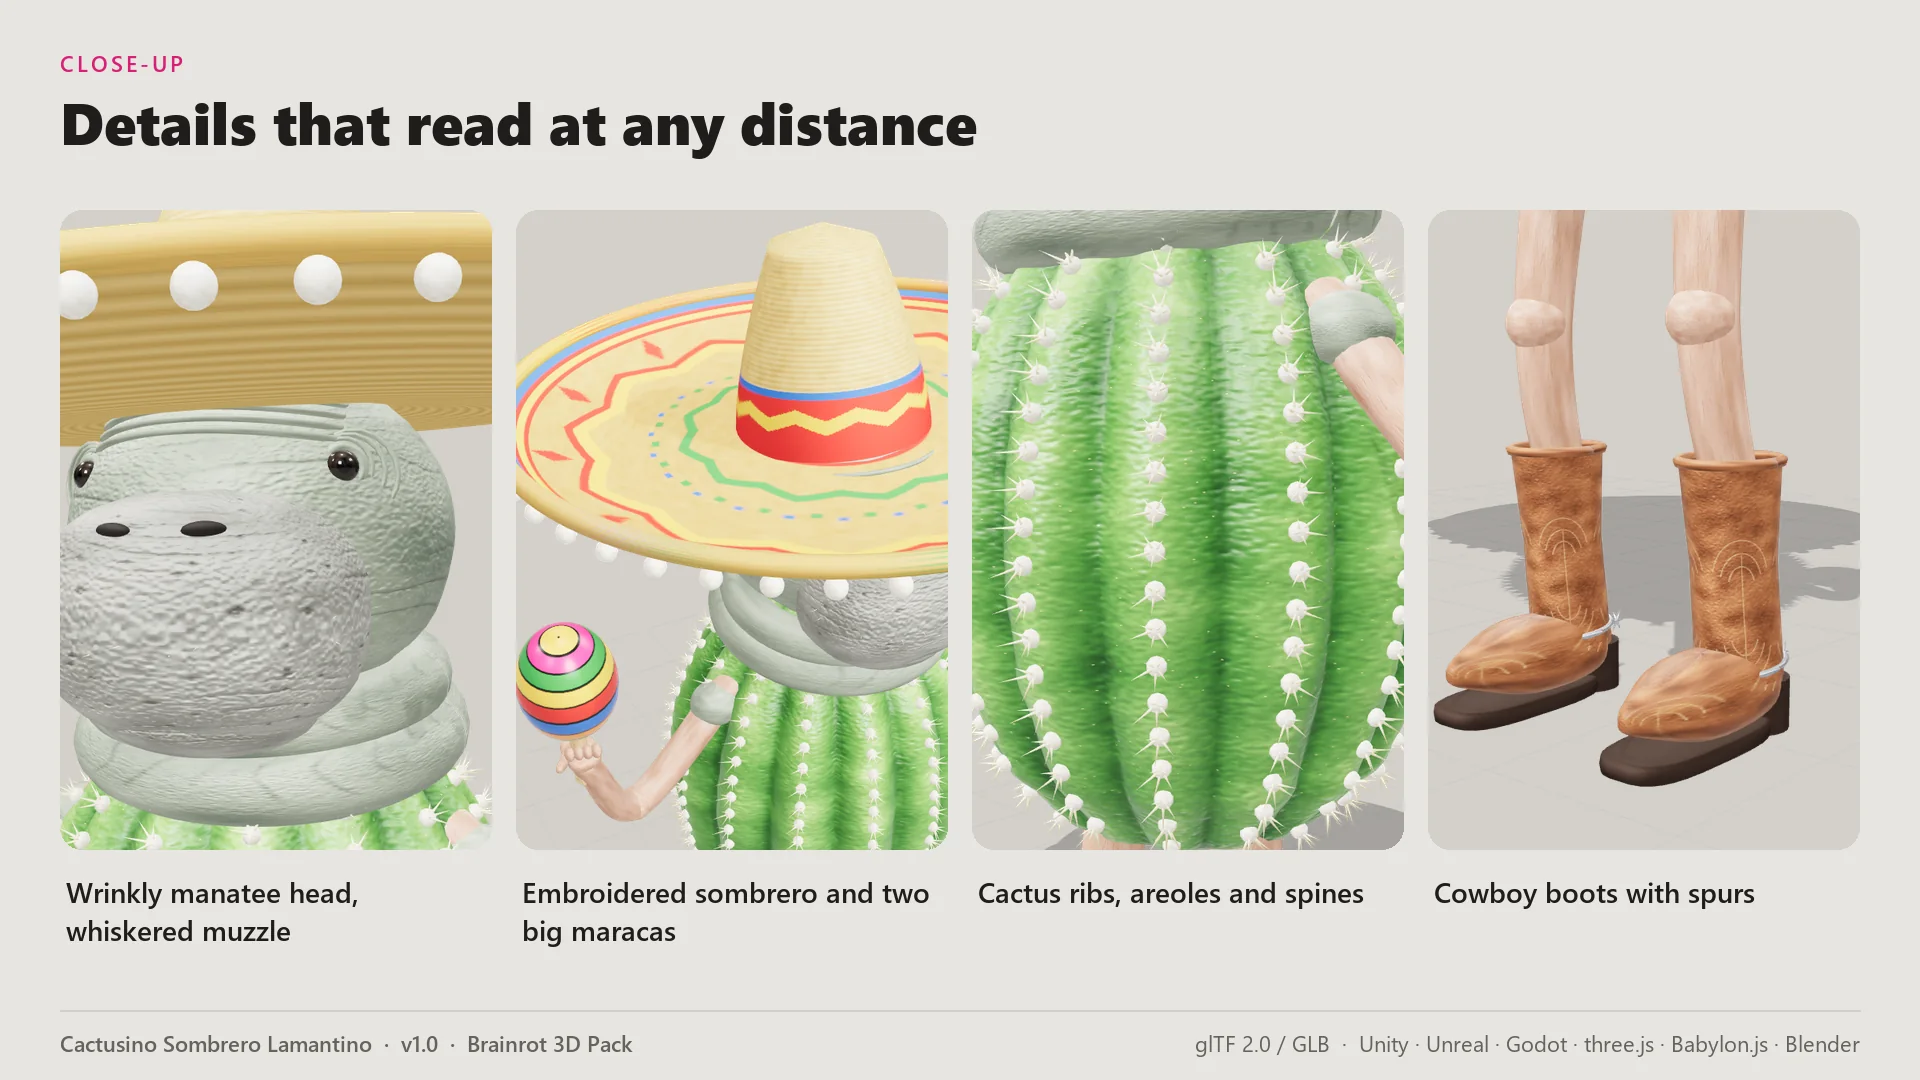 CLOSE-UP
Details that read at any distance
Wrinkly manatee head,
whiskered muzzle
Embroidered sombrero and two
big maracas
Cactus ribs, areoles and spines
Cowboy boots with spurs
Cactusino Sombrero Lamantino · v1.0 · Brainrot 3D Pack
glTF 2.0 / GLB · Unity · Unreal · Godot · three.js · Babylon.js · Blender